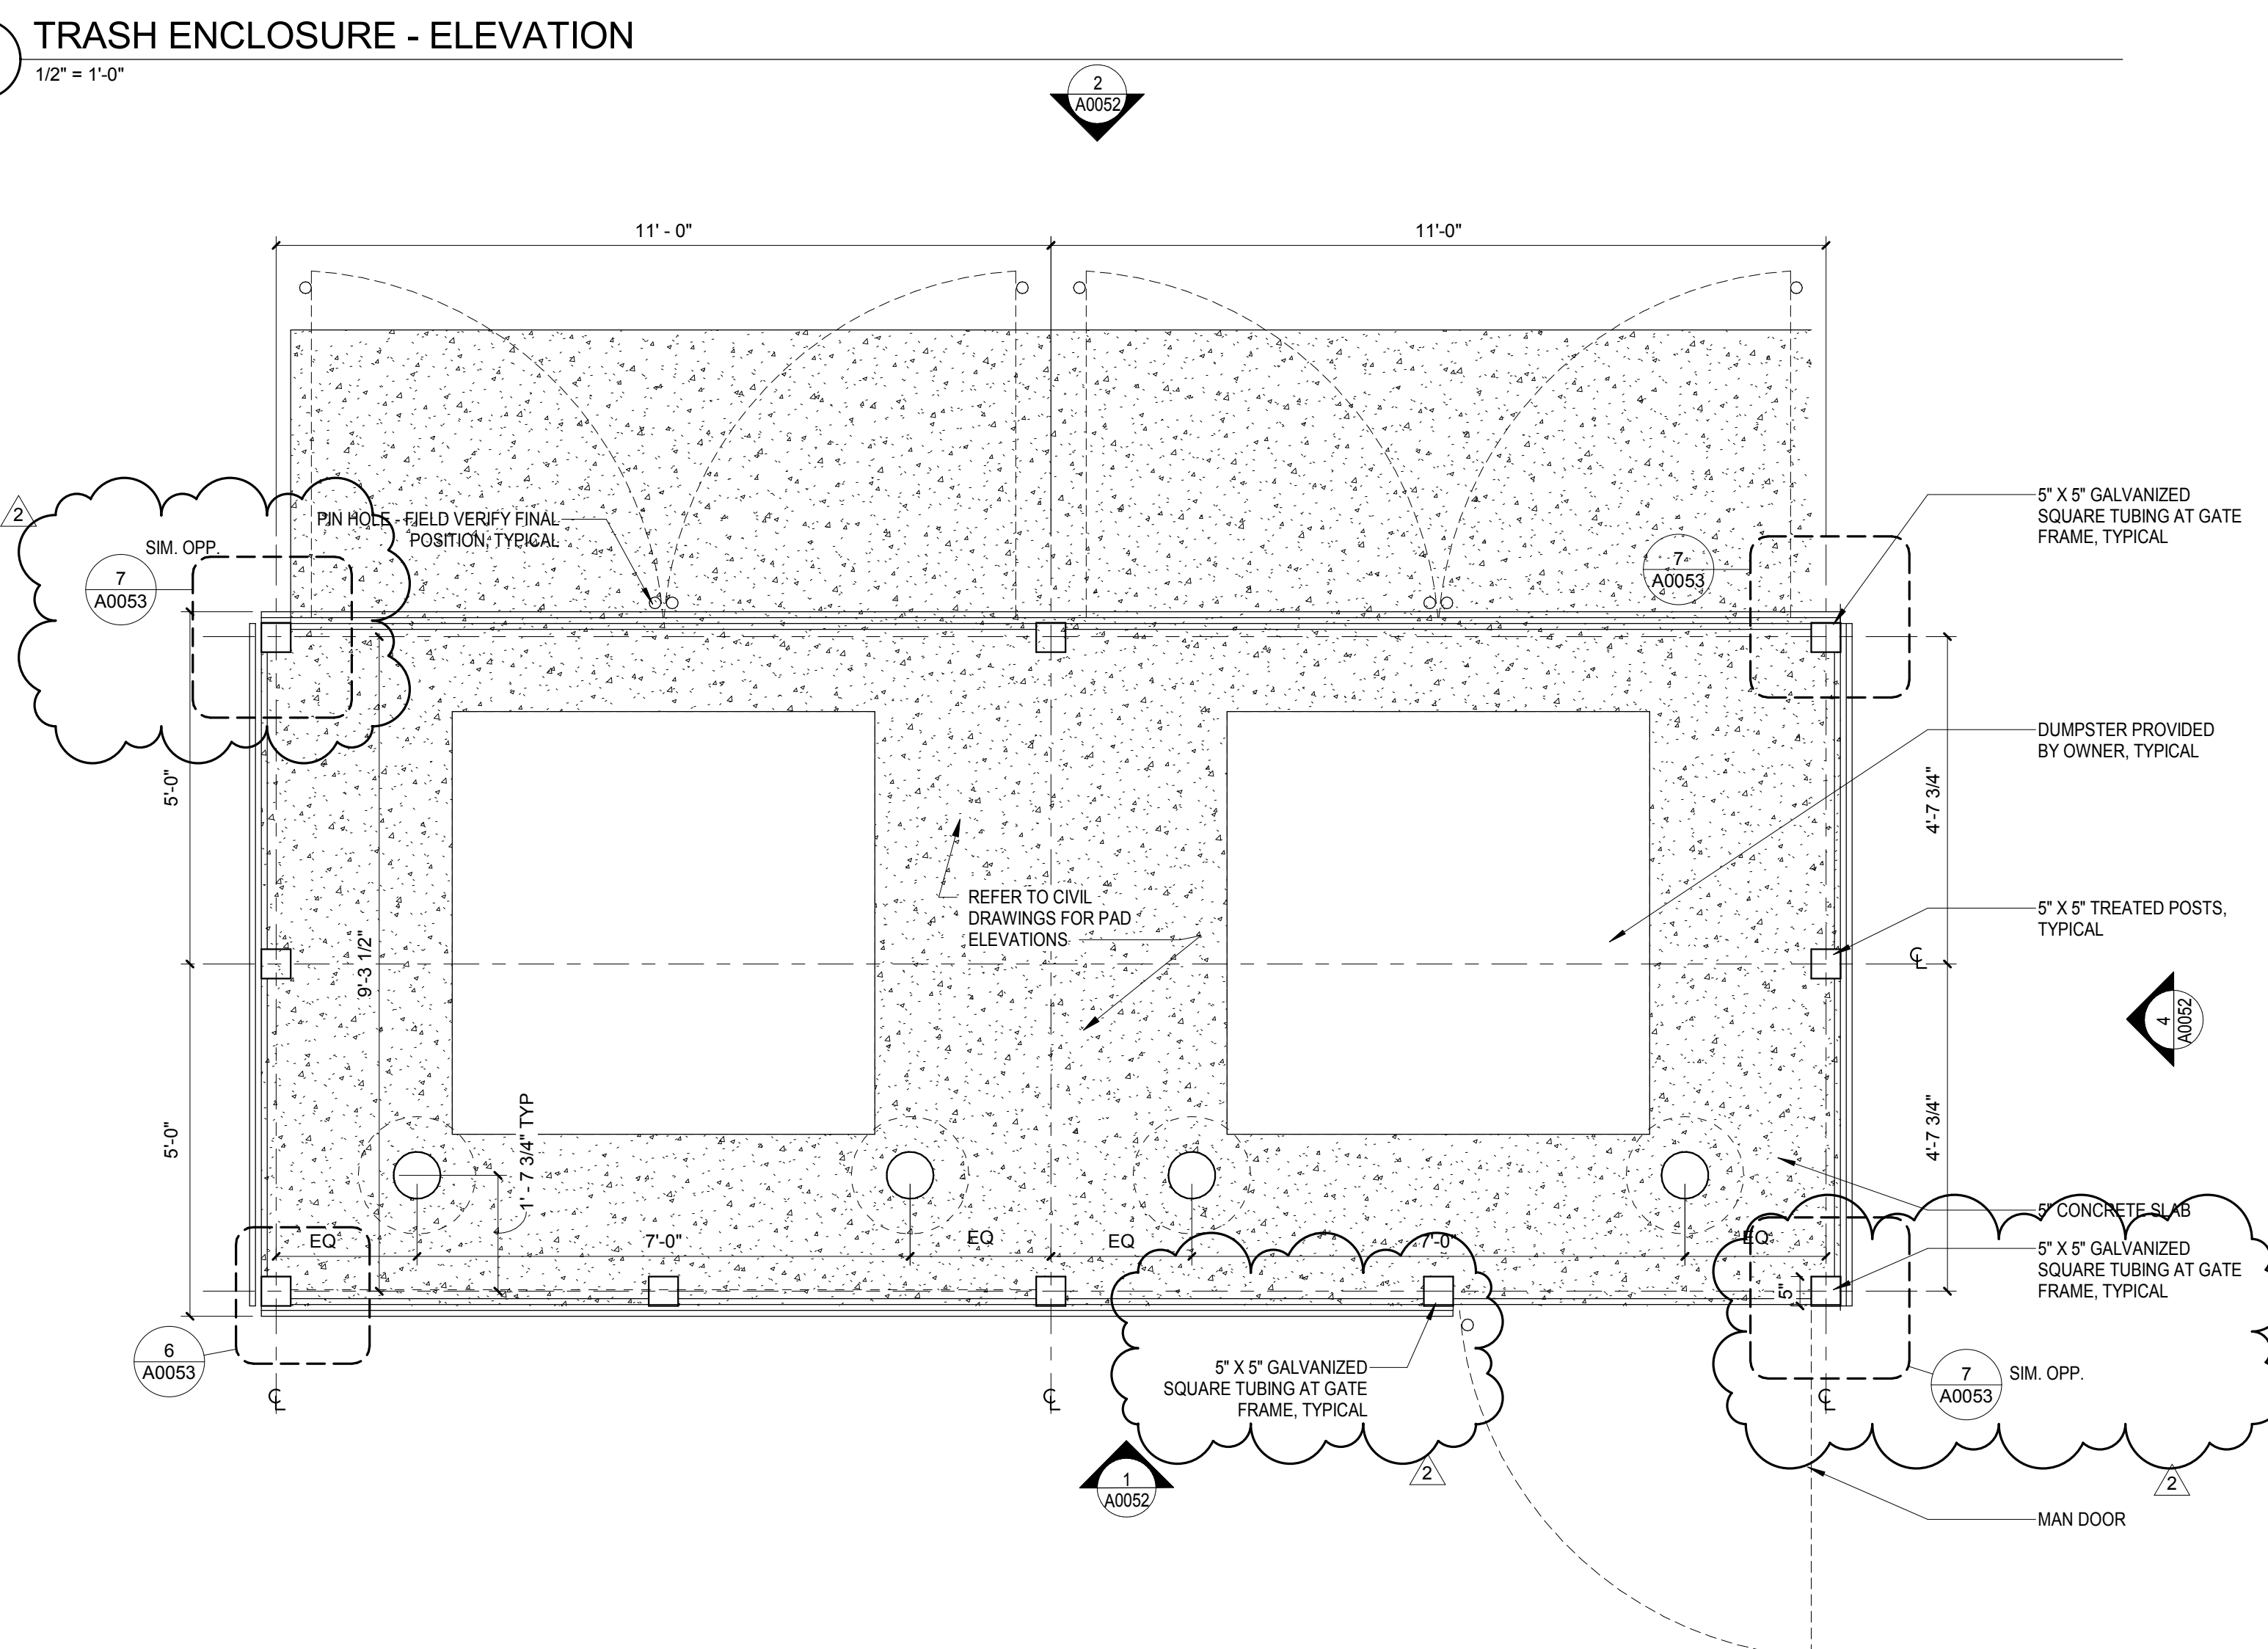 TRASH ENCLOSURE - ELEVATION
1/2" = 1'-0"
2
A0052
11' - 0"
11'-0"
2
SIM. OPP.
7
A0053
PIN HOLE - FIELD VERIFY FINAL
POSITION, TYPICAL
7
A0053
5" X 5" GALVANIZED
SQUARE TUBING AT GATE
FRAME, TYPICAL
DUMPSTER PROVIDED
BY OWNER, TYPICAL
5'-0"
4'-7 3/4"
REFER TO CIVIL
DRAWINGS FOR PAD
ELEVATIONS
9'-3 1/2"
5" X 5" TREATED POSTS,
TYPICAL
℄
4
A0052
5'-0"
1' - 7 3/4" TYP
4'-7 3/4"
5" CONCRETE SLAB
EQ
7'-0"
EQ
EQ
7'-0"
EQ
5" X 5" GALVANIZED
SQUARE TUBING AT GATE
FRAME, TYPICAL
5"
6
A0053
5" X 5" GALVANIZED
SQUARE TUBING AT GATE
FRAME, TYPICAL
7
A0053
SIM. OPP.
℄
℄
℄
1
A0052
2
2
MAN DOOR